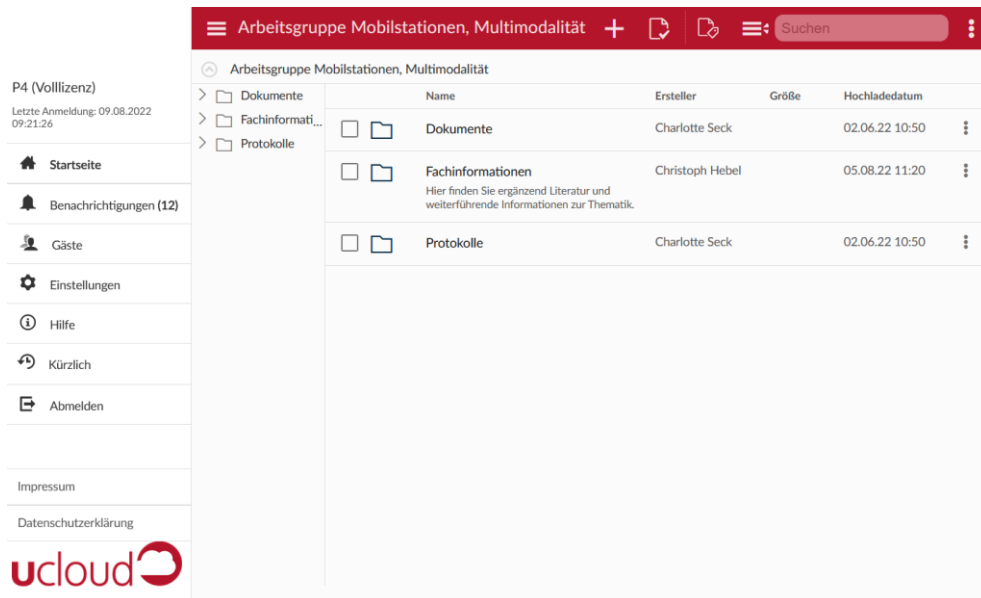 Arbeitsgruppe Mobilstationen, Multimodalität
Suchen
P4 (Volllizenz)
Letzte Anmeldung: 09.08.2022
09:21:26
Startseite
Benachrichtigungen (12)
Gäste
Einstellungen
Hilfe
Kürzlich
Abmelden
Impressum
Datenschutzerklärung
ucloud
Arbeitsgruppe Mobilstationen, Multimodalität
Dokumente
Fachinformati...
Protokolle
Name Ersteller Größe Hochladedatum
Dokumente Charlotte Seck 02.06.22 10:50
Fachinformationen Christoph Hebel 05.08.22 11:20
Hier finden Sie ergänzend Literatur und
weiterführende Informationen zur Thematik.
Protokolle Charlotte Seck 02.06.22 10:50